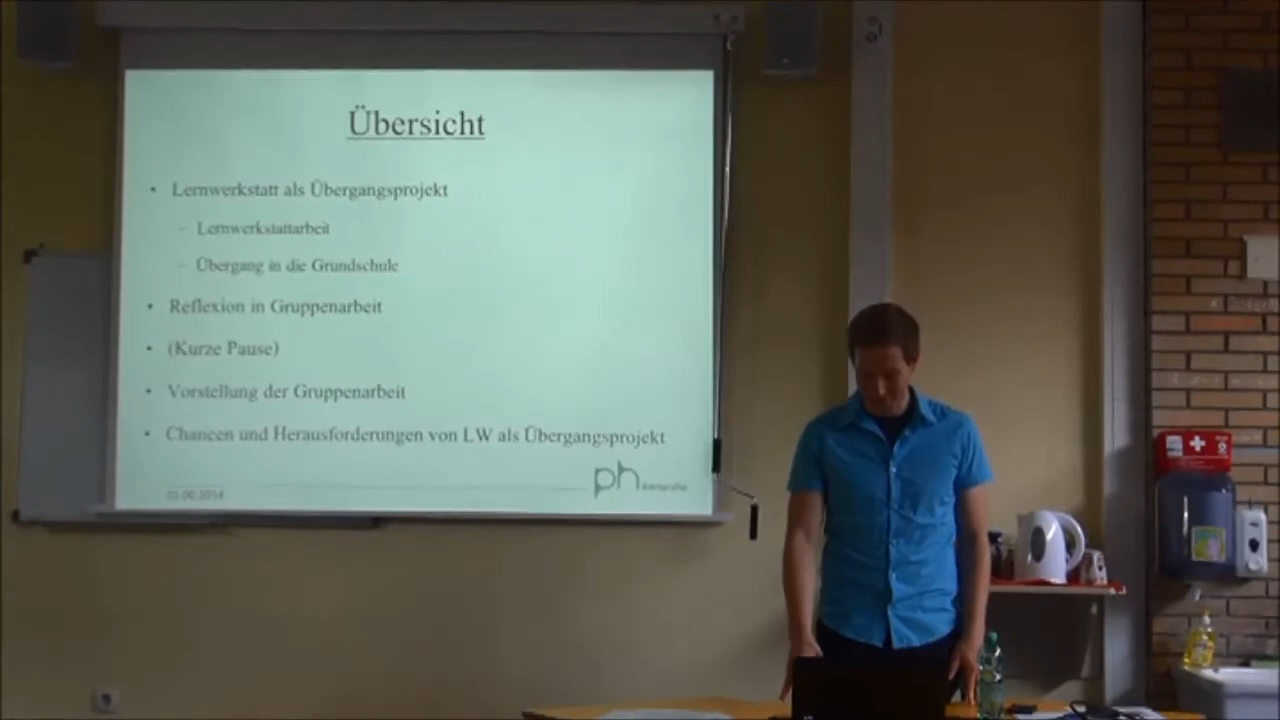 Übersicht
• Lernwerkstatt als Übergangsprojekt
– Lernwerkstattarbeit
– Übergang in die Grundschule
• Reflexion in Gruppenarbeit
• (Kurze Pause)
• Vorstellung der Gruppenarbeit
• Chancen und Herausforderungen von LW als Übergangsprojekt
ph